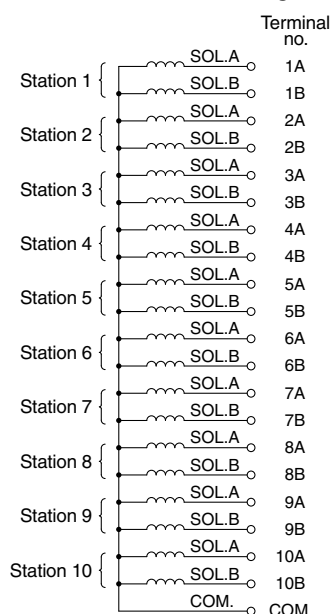 Terminal
no.
SOL.A 1A
Station 1
SOL.B 1B
SOL.A 2A
Station 2
SOL.B 2B
SOL.A 3A
Station 3
SOL.B 3B
SOL.A 4A
Station 4
SOL.B 4B
SOL.A 5A
Station 5
SOL.B 5B
SOL.A 6A
Station 6
SOL.B 6B
SOL.A 7A
Station 7
SOL.B 7B
SOL.A 8A
Station 8
SOL.B 8B
SOL.A 9A
Station 9
SOL.B 9B
SOL.A 10A
Station 10
SOL.B 10B
COM. COM.